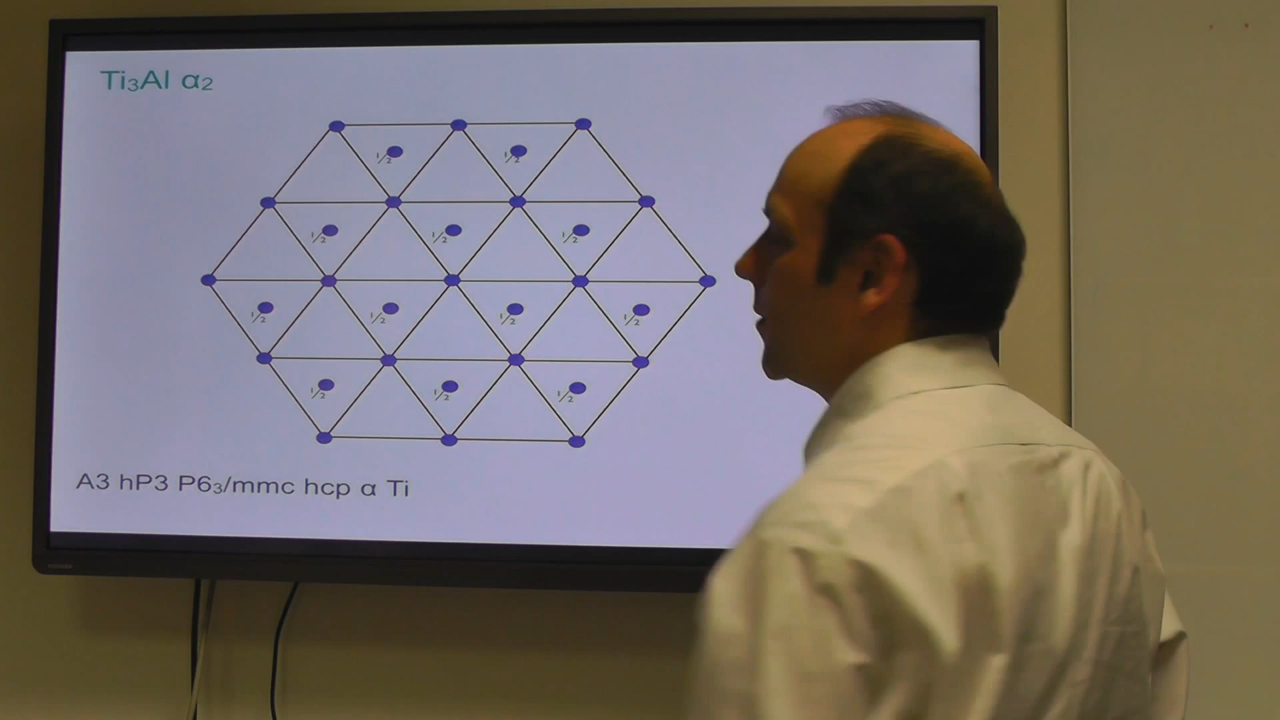 Ti₃Al α₂
1/2 1/2
1/2 1/2 1/2
1/2 1/2 1/2 1/2
1/2 1/2 1/2
A3 hP3 P6₃/mmc hcp α Ti
TOSHIBA